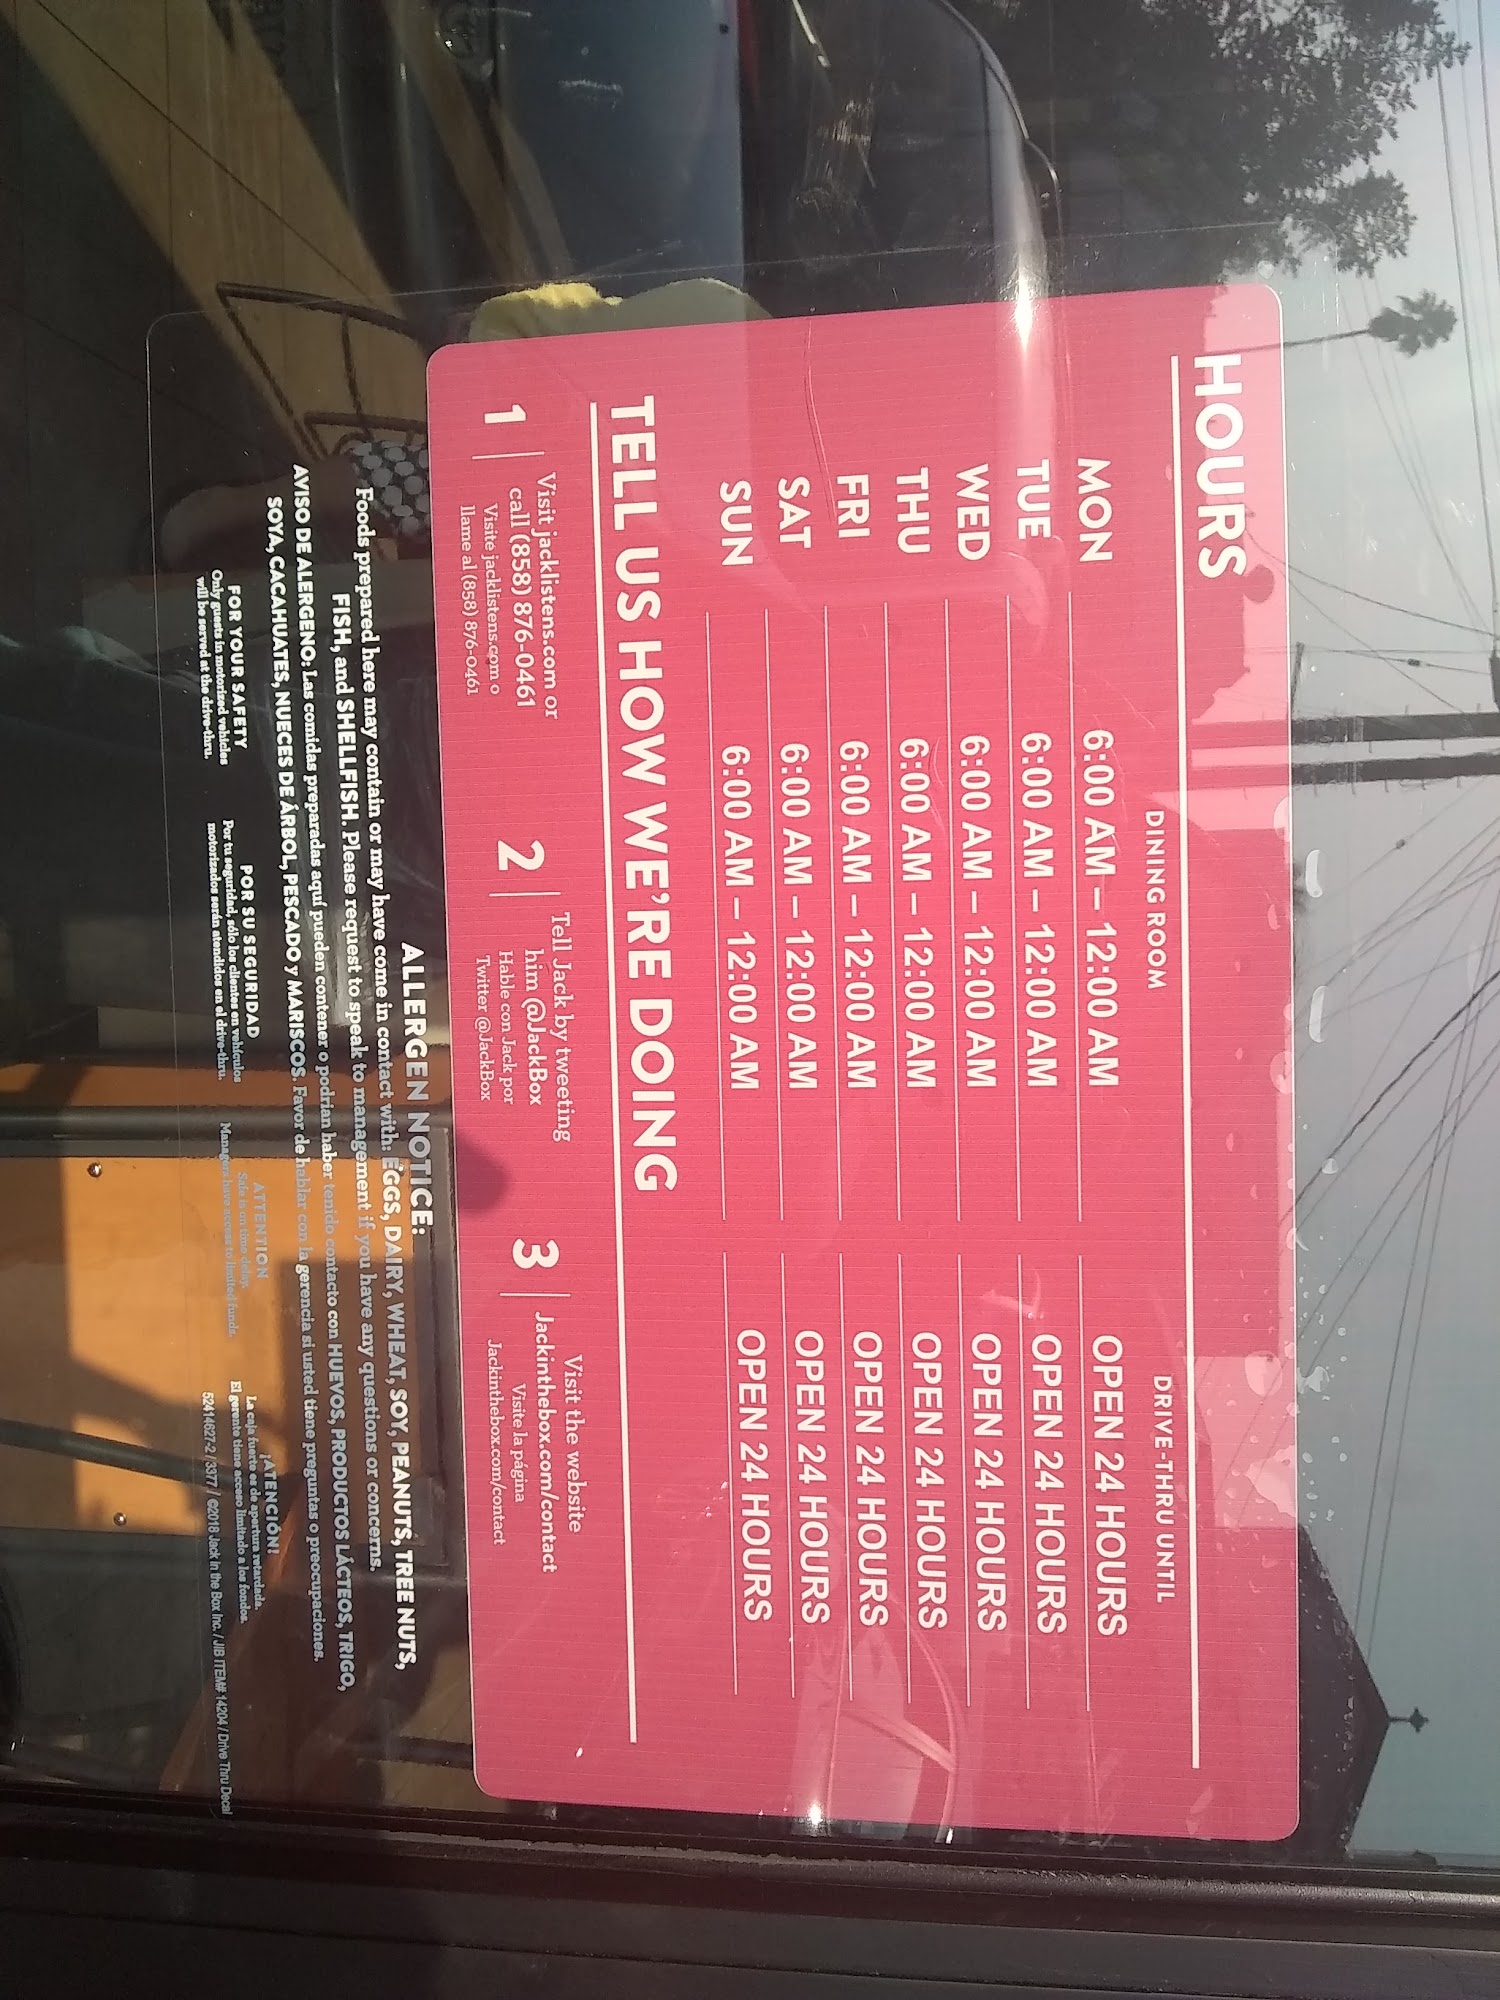 HOURS
DINING ROOM DRIVE-THRU UNTIL
MON 6:00 AM – 12:00 AM OPEN 24 HOURS
TUE 6:00 AM – 12:00 AM OPEN 24 HOURS
WED 6:00 AM – 12:00 AM OPEN 24 HOURS
THU 6:00 AM – 12:00 AM OPEN 24 HOURS
FRI 6:00 AM – 12:00 AM OPEN 24 HOURS
SAT 6:00 AM – 12:00 AM OPEN 24 HOURS
SUN 6:00 AM – 12:00 AM OPEN 24 HOURS
TELL US HOW WE'RE DOING
1
Visit jacklistens.com or
call (858) 876-0461
Visite jacklistens.com o
llame al (858) 876-0461
2
Tell Jack by tweeting
him @JackBox
Hable con Jack por
Twitter @JackBox
3
Visit the website
Jackinthebox.com/contact
Visite la página
Jackinthebox.com/contact
ALLERGEN NOTICE:
Foods prepared here may contain or may have come in contact with: EGGS, DAIRY, WHEAT, SOY, PEANUTS, TREE NUTS,
FISH, and SHELLFISH. Please request to speak to management if you have any questions or concerns.
AVISO DE ALERGENO: Las comidas preparadas aquí pueden contener o podrían haber tenido contacto con HUEVOS, PRODUCTOS LÁCTEOS, TRIGO,
SOYA, CACAHUATES, NUECES DE ÁRBOL, PESCADO y MARISCOS. Favor de hablar con la gerencia si usted tiene preguntas o preocupaciones.
FOR YOUR SAFETY
Only guests in motorized vehicles
will be served at the drive-thru.
POR SU SEGURIDAD
Por tu seguridad, sólo los clientes en vehículos
motorizados serán atendidos en el drive-thru.
ATTENTION
Safe is on time delay.
Managers have access to limited funds.
¡ATENCIÓN!
La caja fuerte es de apertura retardada.
El gerente tiene acceso limitado a los fondos.
52414627-2 / 3377 / ©2018 Jack in the Box Inc. / JIB ITEM# 14204 / Drive Thru Decal